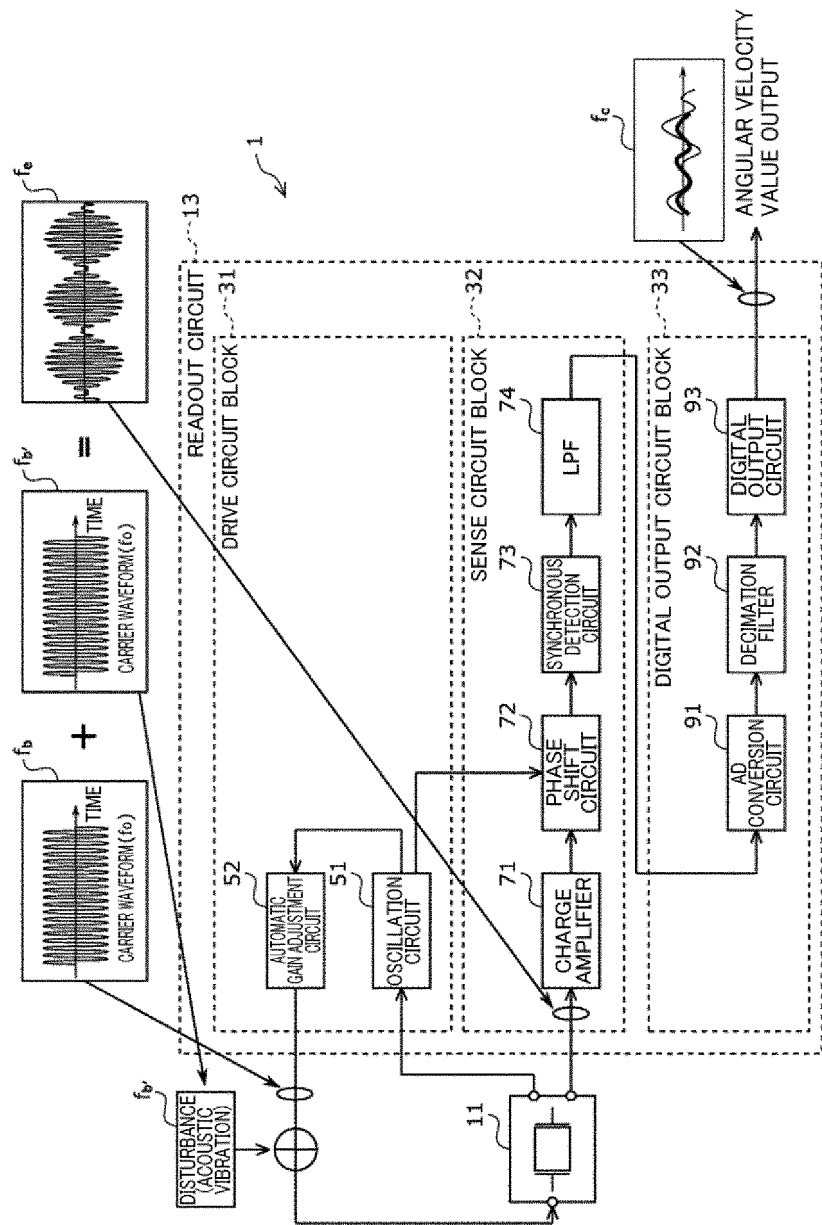 fb
TIME
CARRIER WAVEFORM(fo)
+
fb'
TIME
CARRIER WAVEFORM(fo)
=
fe
fb'
DISTURBANCE
(ACOUSTIC
VIBRATION)
READOUT CIRCUIT
13
1
DRIVE CIRCUIT BLOCK
31
52
AUTOMATIC
GAIN ADJUSTMENT
CIRCUIT
51
OSCILLATION
CIRCUIT
11
SENSE CIRCUIT BLOCK
32
71
CHARGE
AMPLIFIER
72
PHASE
SHIFT
CIRCUIT
73
SYNCHRONOUS
DETECTION
CIRCUIT
74
LPF
DIGITAL OUTPUT CIRCUIT BLOCK
33
91
AD
CONVERSION
CIRCUIT
92
DECIMATION
FILTER
93
DIGITAL
OUTPUT
CIRCUIT
fc
ANGULAR VELOCITY
VALUE OUTPUT